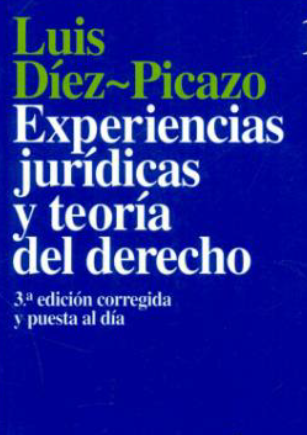 Luis
Díez~Picazo
Experiencias
jurídicas
y teoría
del derecho
3.ª edición corregida
y puesta al día